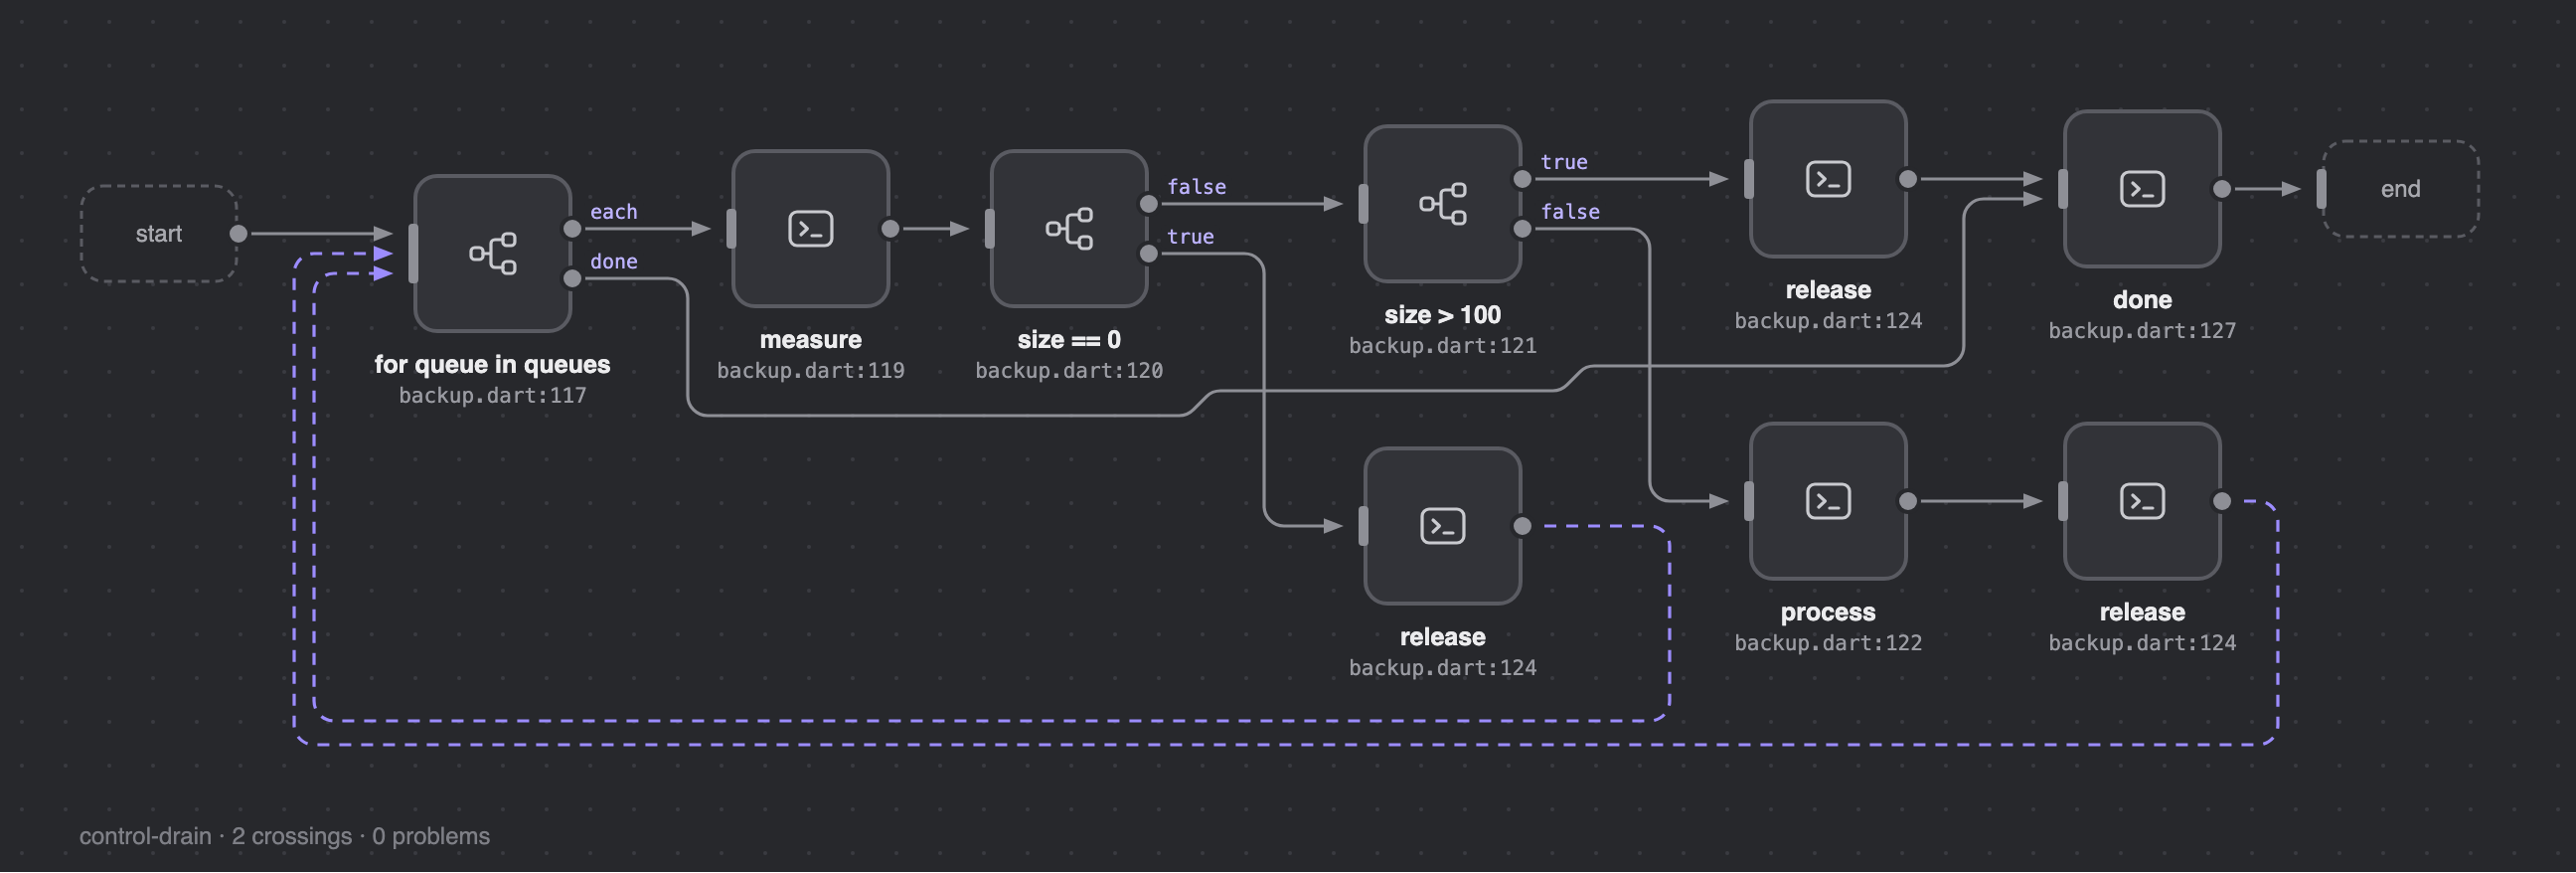 start
for queue in queues
backup.dart:117
each
done
measure
backup.dart:119
size == 0
backup.dart:120
false
true
size > 100
backup.dart:121
true
false
release
backup.dart:124
done
backup.dart:127
end
release
backup.dart:124
process
backup.dart:122
release
backup.dart:124
control-drain · 2 crossings · 0 problems